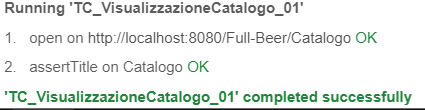 Running 'TC_VisualizzazioneCatalogo_01'
1. open on http://localhost:8080/Full-Beer/Catalogo OK
2. assertTitle on Catalogo OK
'TC_VisualizzazioneCatalogo_01' completed successfully